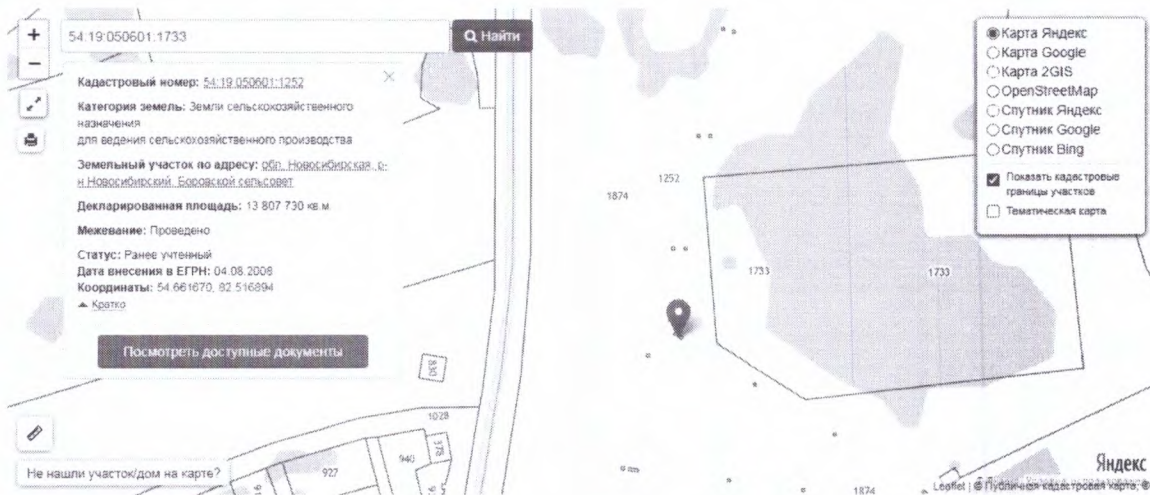 +
54:19:050601:1733
Найти
−
Кадастровый номер: 54:19:050601:1252
Категория земель: Земли сельскохозяйственного
назначения
для ведения сельскохозяйственного производства
Земельный участок по адресу: обл. Новосибирская, р-
н Новосибирский, Боровской сельсовет
Декларированная площадь: 13 807 730 кв.м.
Межевание: Проведено
Статус: Ранее учтенный
Дата внесения в ЕГРН: 04.08.2008
Координаты: 54.661670, 82.516894
Кратко
Посмотреть доступные документы
Не нашли участок/дом на карте?
830
1028
378
940
927
Карта Яндекс
Карта Google
Карта 2GIS
OpenStreetMap
Спутник Яндекс
Спутник Google
Спутник Bing
Показать кадастровые
границы участков
Тематическая карта
1252
1874
1733
1733
1874
Яндекс
Leaflet | © Публичная кадастровая карта, ©